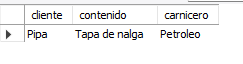 cliente contenido carnicero
Pipa Tapa de nalga Petroleo